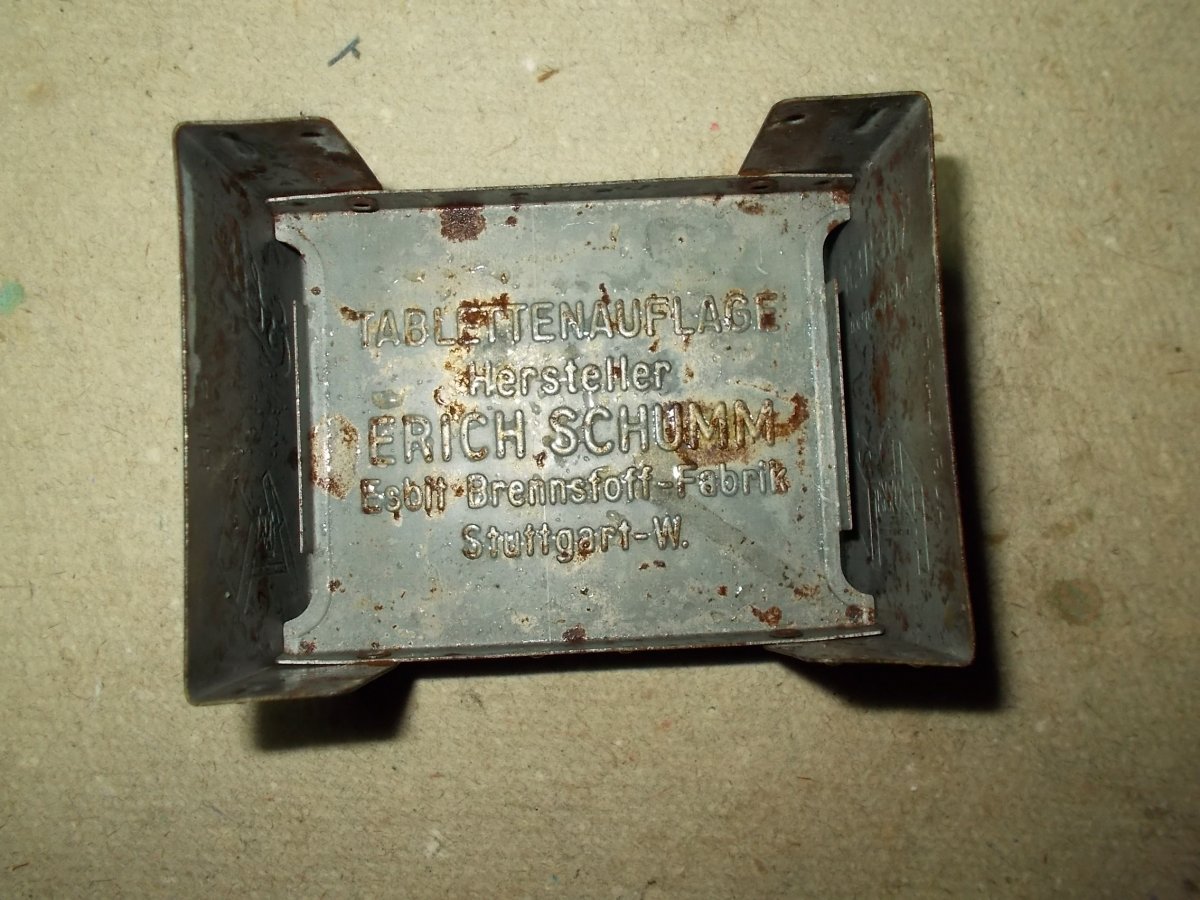 TABLETTENAUFLAGE
Hersteller
ERICH SCHUMM
Esbit Brennstoff-Fabrik
Stuttgart-W.